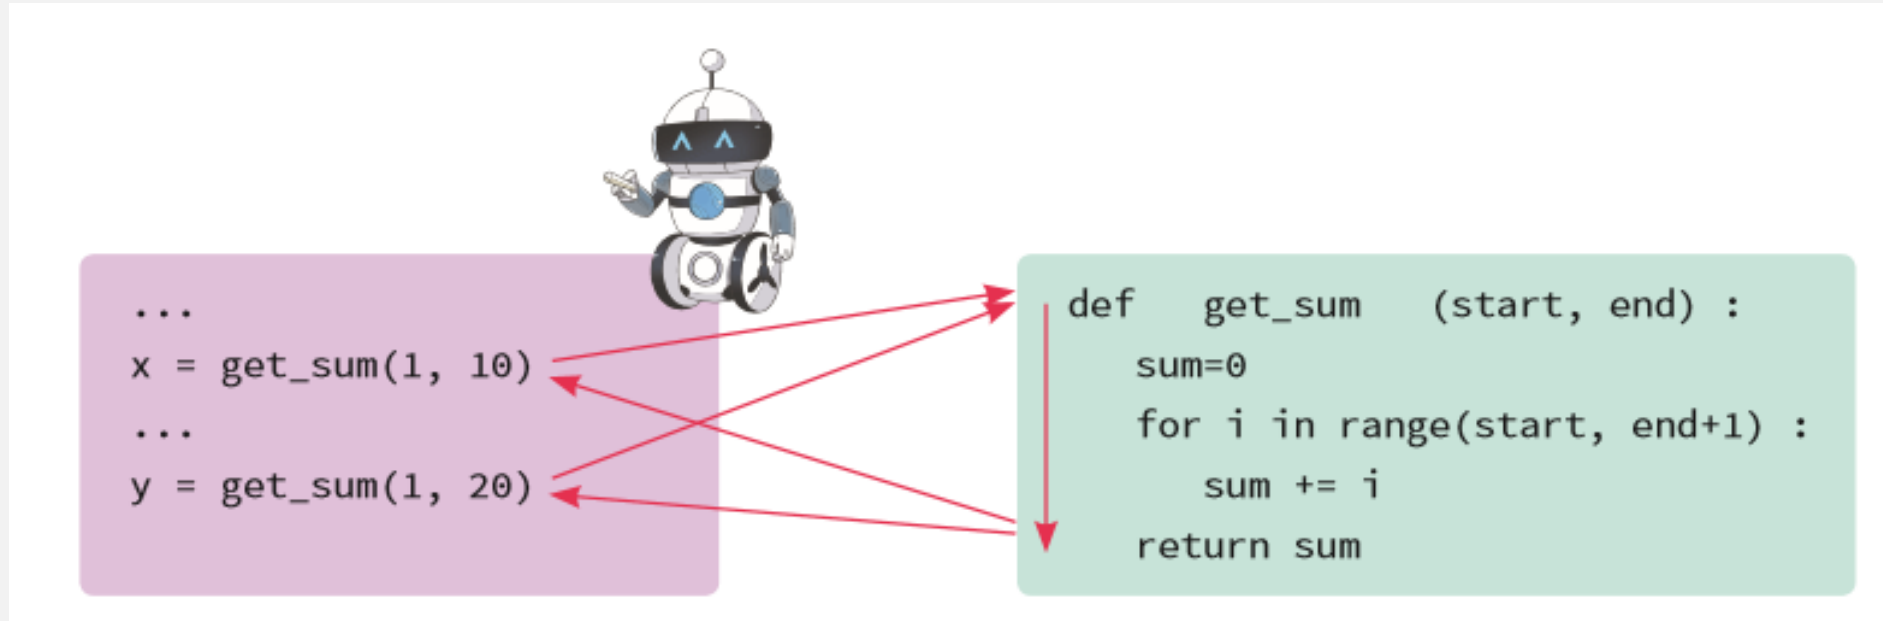 ...
x = get_sum(1, 10)
...
y = get_sum(1, 20)
def get_sum (start, end) :
sum=0
for i in range(start, end+1) :
sum += i
return sum